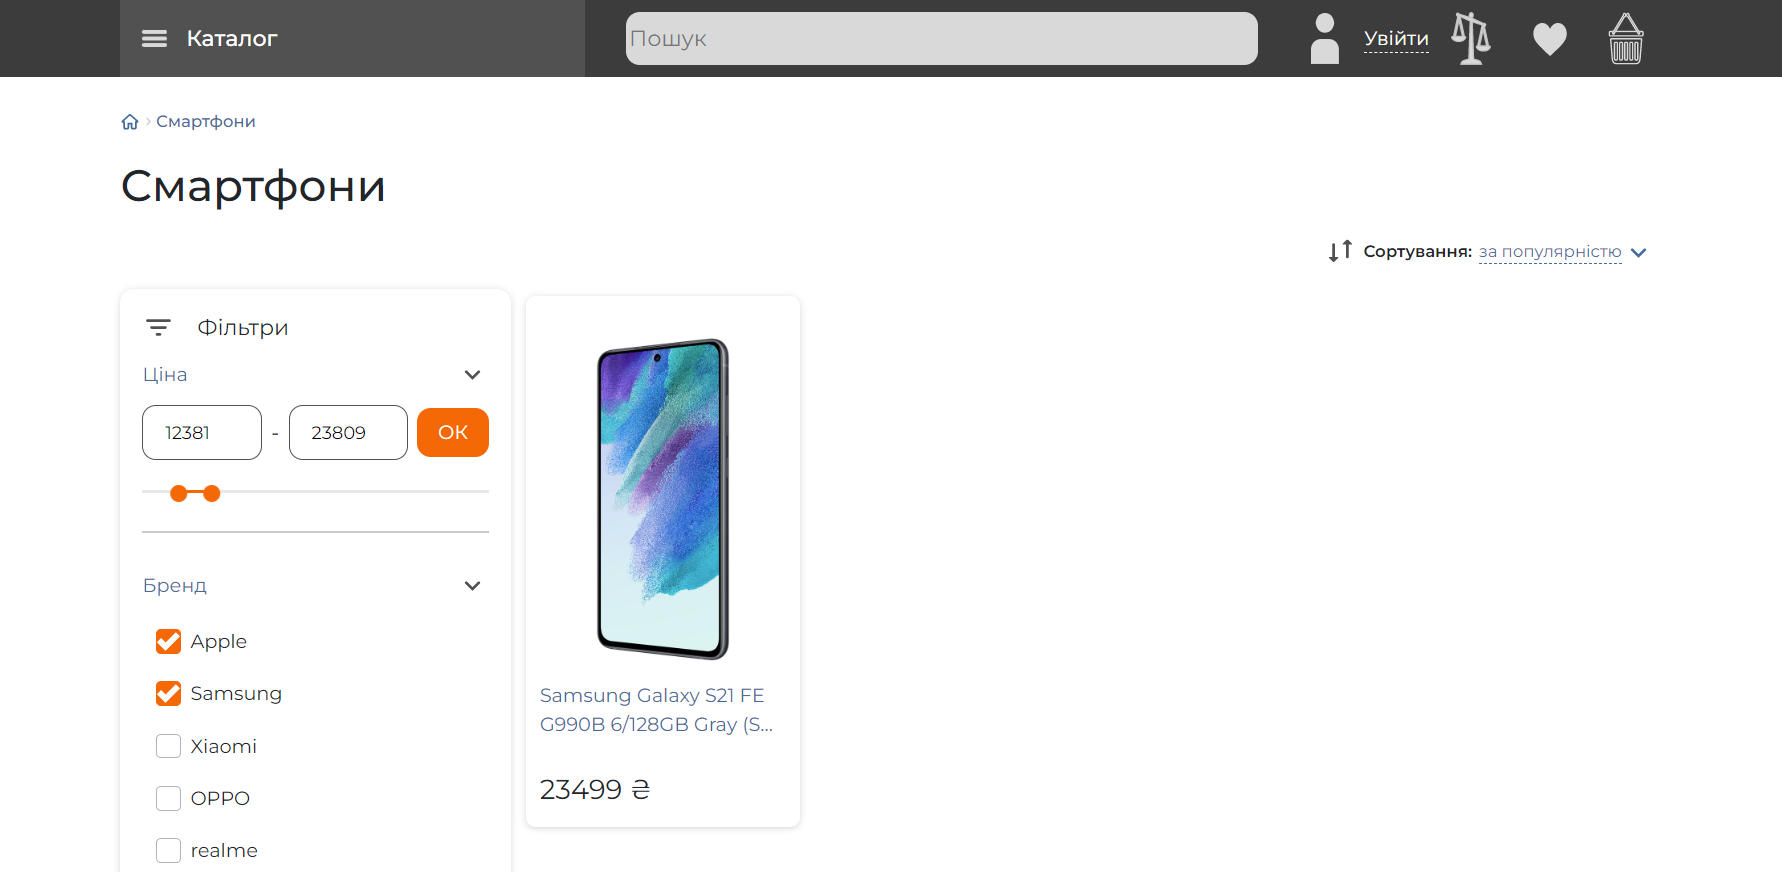 Каталог
Пошук
Увійти
Смартфони
Смартфони
Сортування: за популярністю
Фільтри
Ціна
12381 - 23809 ОК
Бренд
Apple
Samsung
Xiaomi
OPPO
realme
Samsung Galaxy S21 FE
G990B 6/128GB Gray (S...
23499 ₴